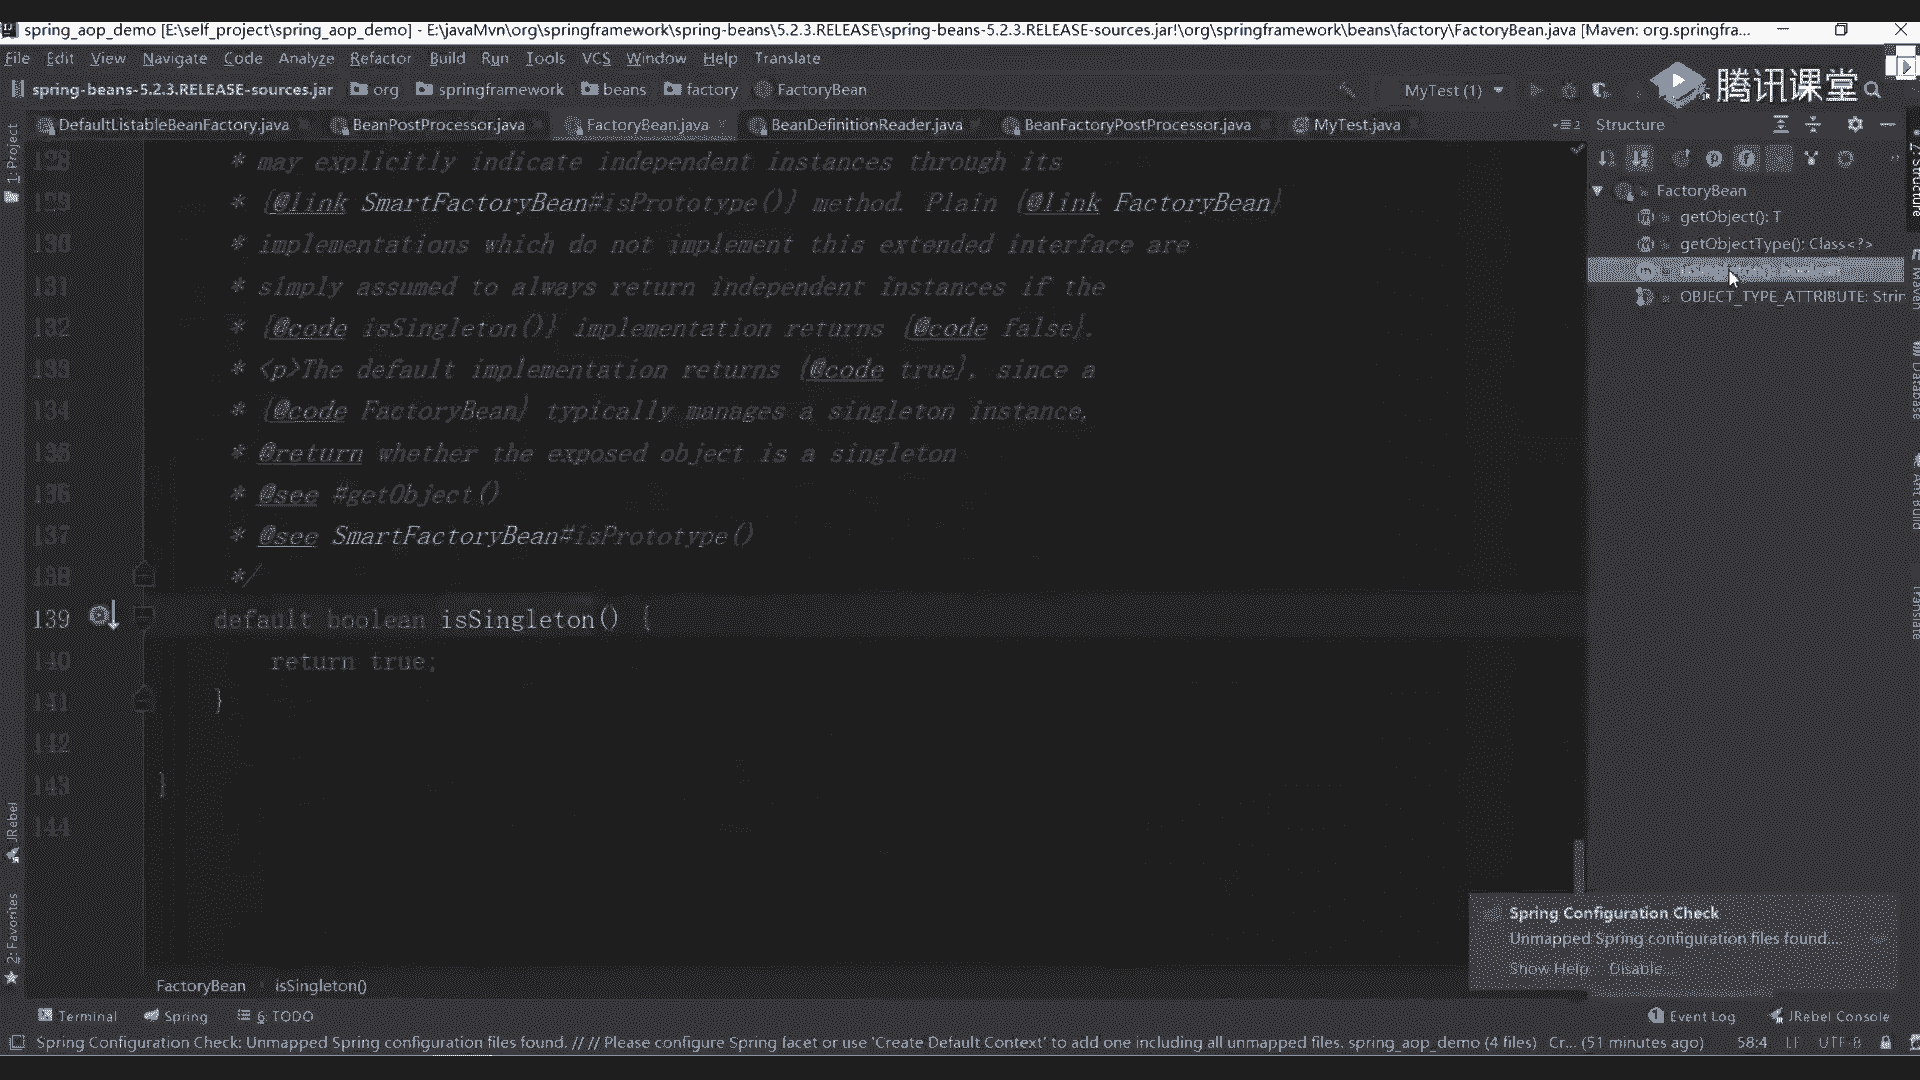 spring_aop_demo [E:\self_project\spring_aop_demo] - E:\javaMvn\org\springframework\spring-beans\5.2.3.RELEASE\spring-beans-5.2.3.RELEASE-sources.jar!\org\springframework\beans\factory\FactoryBean.java [Maven: org.springfra...
File Edit View Navigate Code Analyze Refactor Build Run Tools VCS Window Help Translate
spring-beans-5.2.3.RELEASE-sources.jar org springframework beans factory FactoryBean MyTest (1) 腾讯课堂
DefaultListableBeanFactory.java BeanPostProcessor.java FactoryBean.java BeanDefinitionReader.java BeanFactoryPostProcessor.java MyTest.java Structure
1: Project
Z: Structure
Maven
Database
Ant Build
Translate
FactoryBean
getObject(): T
getObjectType(): Class<?>
OBJECT_TYPE_ATTRIBUTE: Strin
128 * may explicitly indicate independent instances through its
129 * {@link SmartFactoryBean#isPrototype()} method. Plain {@link FactoryBean}
130 * implementations which do not implement this extended interface are
131 * simply assumed to always return independent instances if the
132 * {@code isSingleton()} implementation returns {@code false}.
133 * <p>The default implementation returns {@code true}, since a
134 * {@code FactoryBean} typically manages a singleton instance.
135 * @return whether the exposed object is a singleton
136 * @see #getObject()
137 * @see SmartFactoryBean#isPrototype()
138 */
139 default boolean isSingleton() {
140 return true;
141 }
142
143 }
144
JRebel
2: Favorites
Spring Configuration Check
Unmapped Spring configuration files found....
Show Help Disable...
FactoryBean isSingleton()
Terminal Spring 6: TODO 1 Event Log JRebel Console
Spring Configuration Check: Unmapped Spring configuration files found. // // Please configure Spring facet or use 'Create Default Context' to add one including all unmapped files. spring_aop_demo (4 files) Cr... (51 minutes ago) 58:4 LF UTF-8